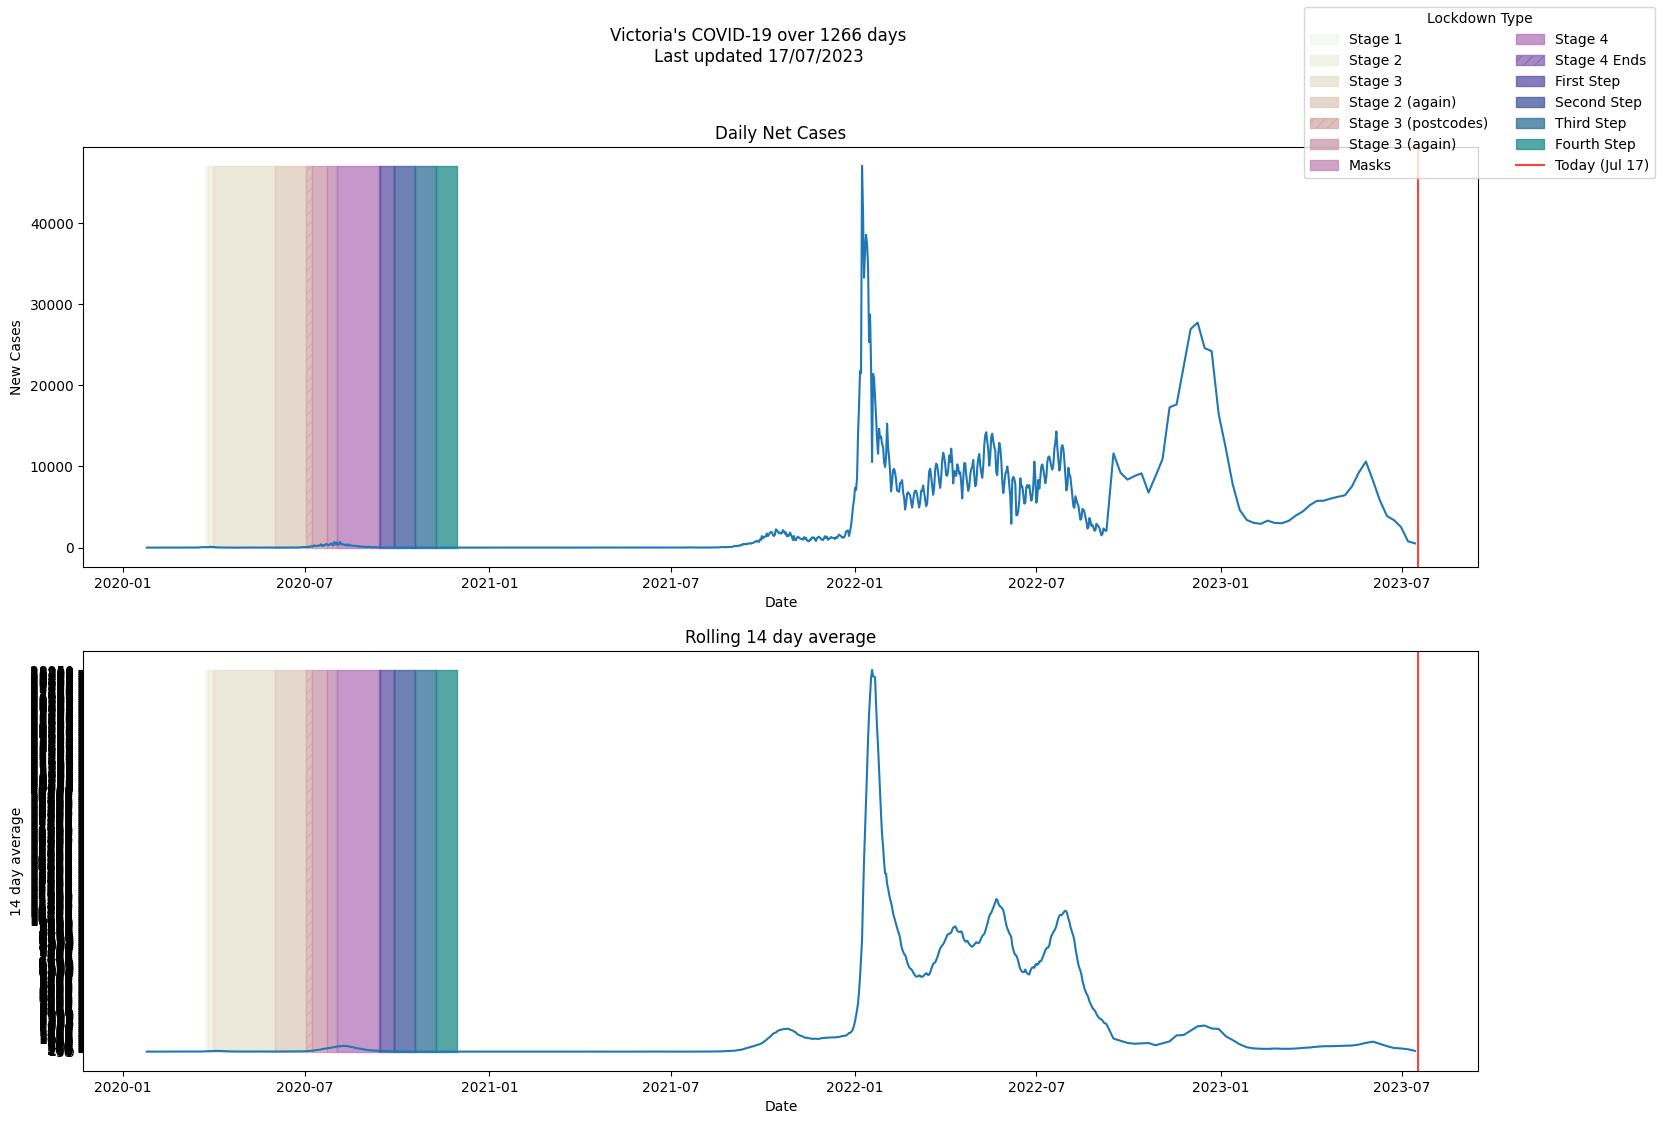 Victoria's COVID-19 over 1266 days
Last updated 17/07/2023
Lockdown Type
Stage 1
Stage 2
Stage 3
Stage 2 (again)
Stage 3 (postcodes)
Stage 3 (again)
Masks
Stage 4
Stage 4 Ends
First Step
Second Step
Third Step
Fourth Step
Today (Jul 17)
Daily Net Cases
New Cases
40000
30000
20000
10000
0
2020-01
2020-07
2021-01
2021-07
2022-01
2022-07
2023-01
2023-07
Date
Rolling 14 day average
14 day average
2020-01
2020-07
2021-01
2021-07
2022-01
2022-07
2023-01
2023-07
Date